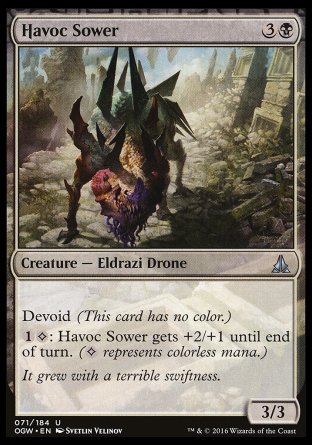 Havoc Sower 3
Creature — Eldrazi Drone
Devoid (This card has no color.)
1◇: Havoc Sower gets +2/+1 until end
of turn. (◇ represents colorless mana.)
It grew with a terrible swiftness.
3/3
071/184 U
OGW • EN Svetlin Velinov
™ & © 2016 Wizards of the Coast